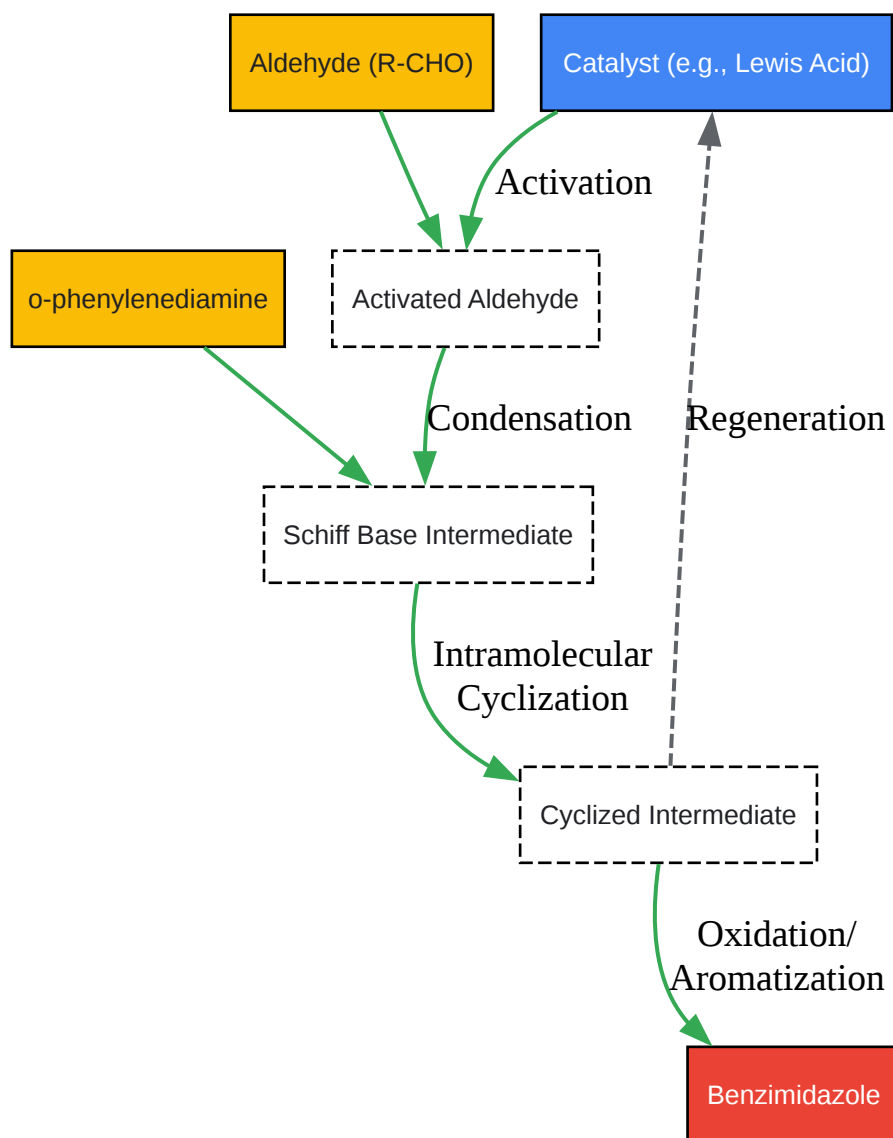 Aldehyde (R-CHO)
Catalyst (e.g., Lewis Acid)
Activation
o-phenylenediamine
Activated Aldehyde
Condensation
Regeneration
Schiff Base Intermediate
Intramolecular
Cyclization
Cyclized Intermediate
Oxidation/
Aromatization
Benzimidazole